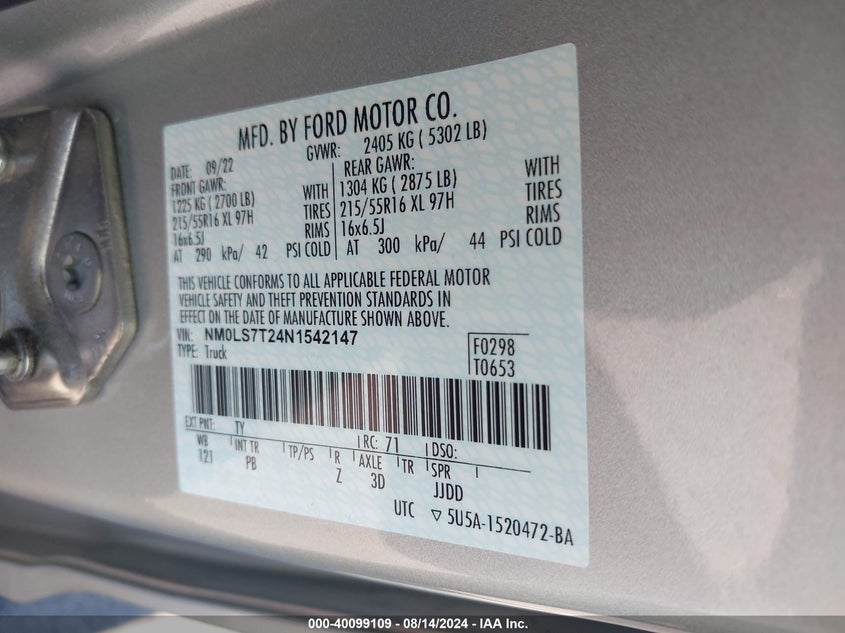 MFD. BY FORD MOTOR CO.
GVWR: 2405 KG ( 5302 LB)
DATE: 09/22
FRONT GAWR: REAR GAWR:
1225 KG ( 2700 LB) WITH 1304 KG ( 2875 LB) WITH
215/55R16 XL 97H TIRES 215/55R16 XL 97H TIRES
16x6.5J RIMS 16x6.5J RIMS
AT 290 kPa/ 42 PSI COLD AT 300 kPa/ 44 PSI COLD
THIS VEHICLE CONFORMS TO ALL APPLICABLE FEDERAL MOTOR
VEHICLE SAFETY AND THEFT PREVENTION STANDARDS IN
EFFECT ON THE DATE OF MANUFACTURE SHOWN ABOVE.
VIN: NM0LS7T24N1542147
TYPE: Truck
F0298
T0653
EXT PNT: TY RC: 71 DSO:
WB INT TR TP/PS R AXLE TR SPR
121 PB Z 3D JJDD
UTC ▽ 5U5A-1520472-BA
000-40099109 - 08/14/2024 - IAA Inc.